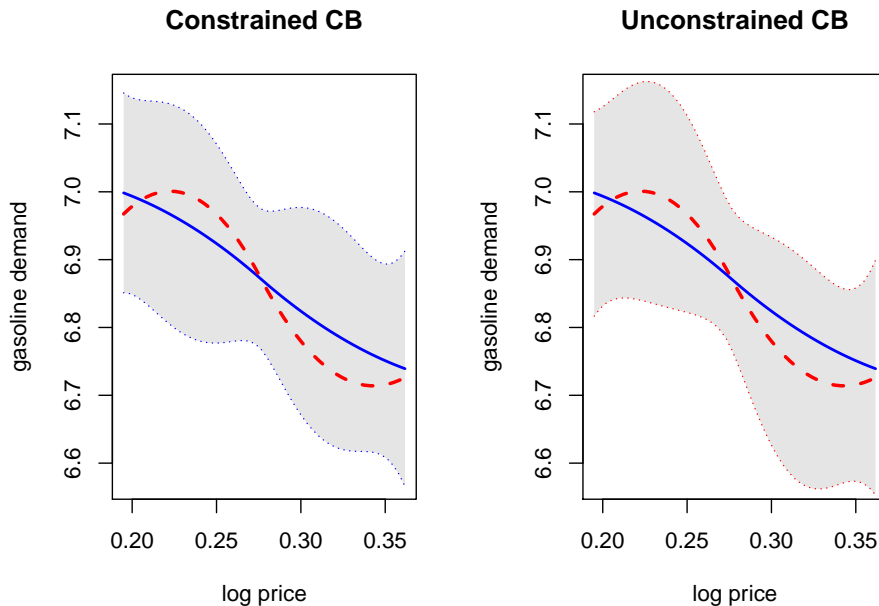 Constrained CB
gasoline demand
6.6 6.7 6.8 6.9 7.0 7.1
0.20 0.25 0.30 0.35
log price
Unconstrained CB
gasoline demand
6.6 6.7 6.8 6.9 7.0 7.1
0.20 0.25 0.30 0.35
log price